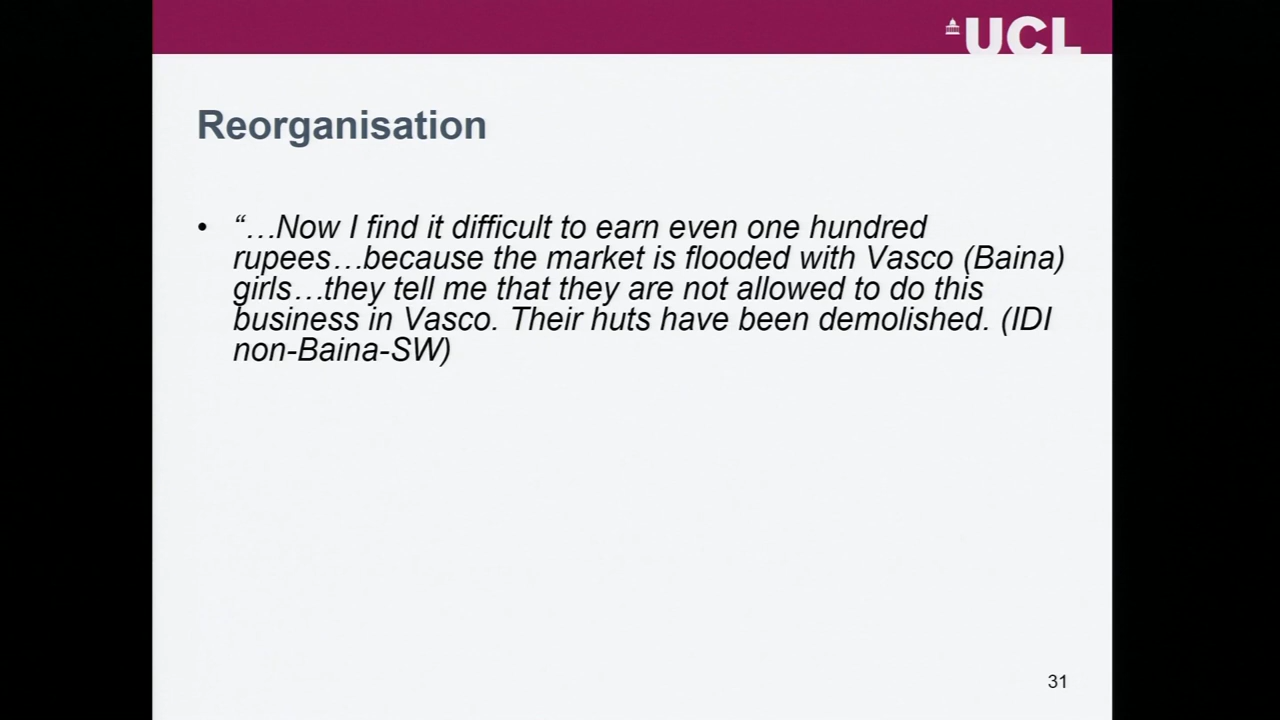 UCL
Reorganisation
• “…Now I find it difficult to earn even one hundred
rupees…because the market is flooded with Vasco (Baina)
girls…they tell me that they are not allowed to do this
business in Vasco. Their huts have been demolished. (IDI
non-Baina-SW)
31